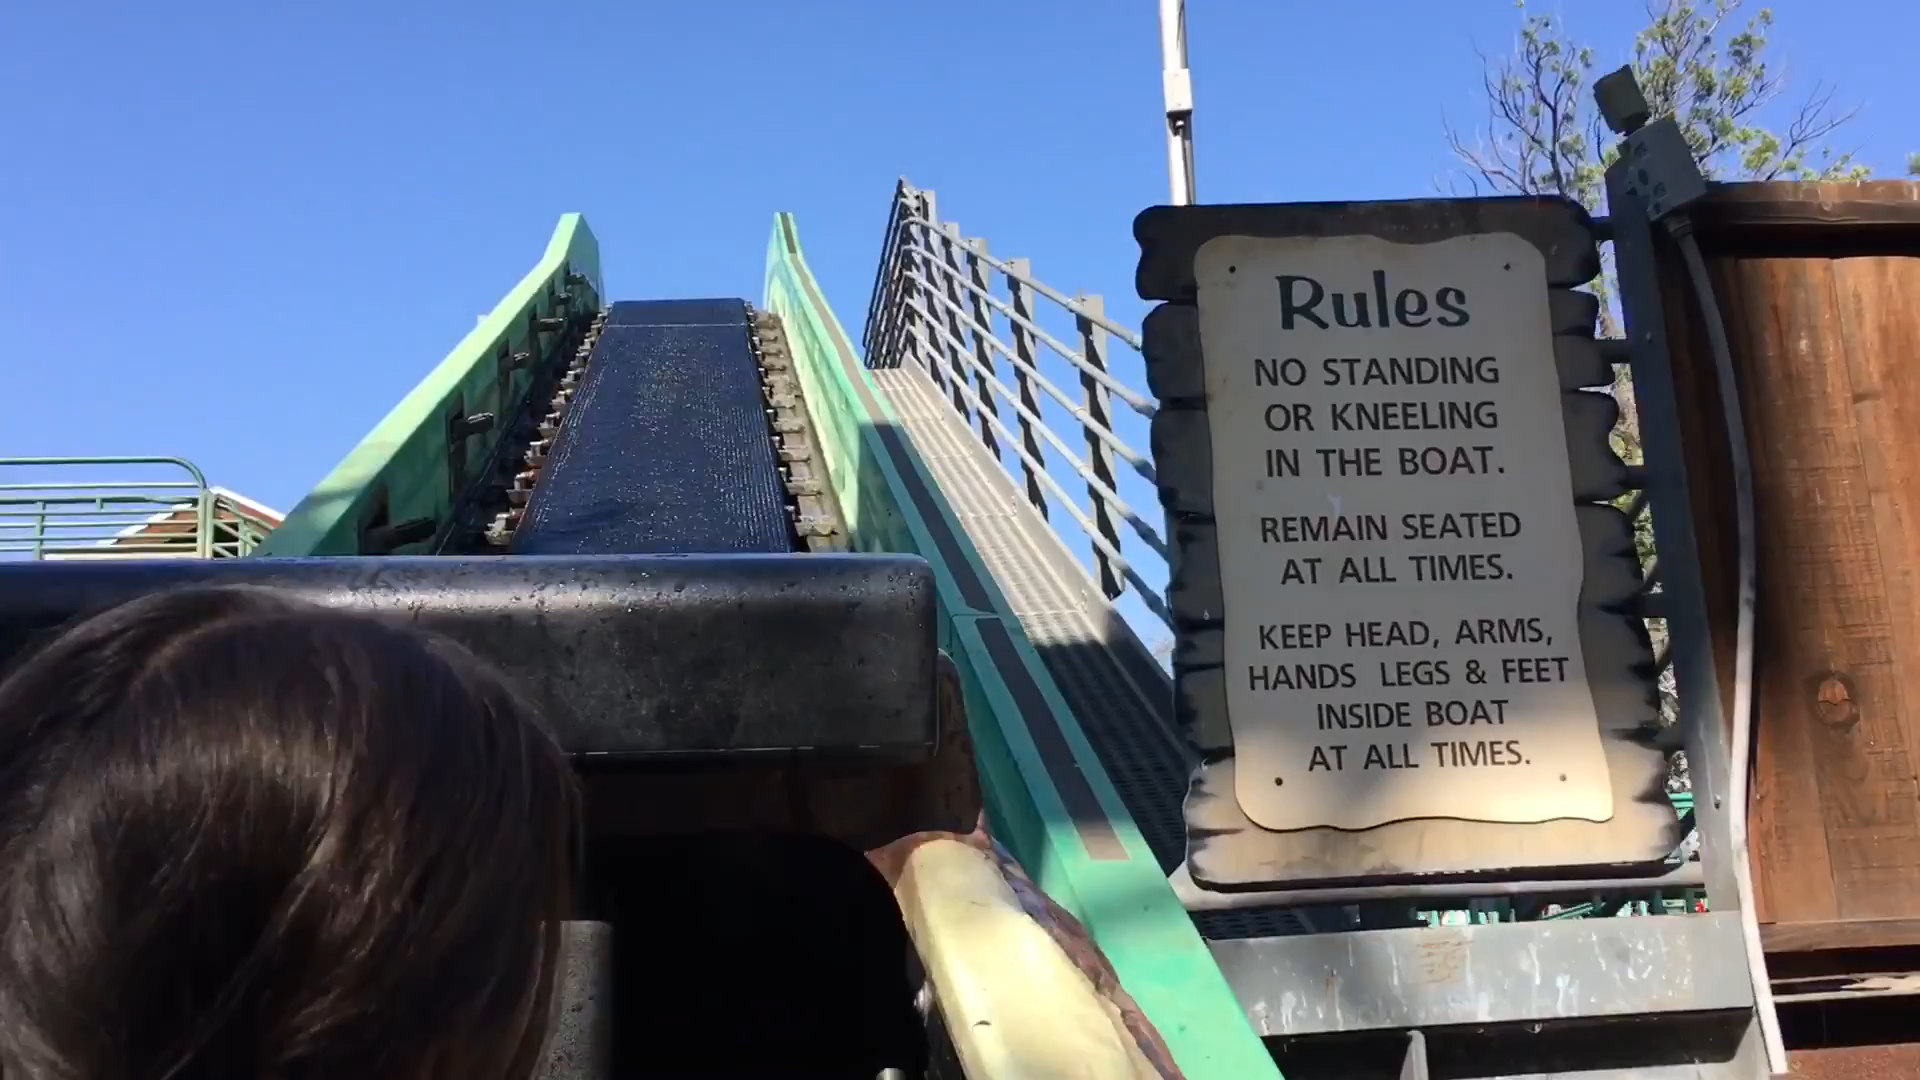 Rules
NO STANDING
OR KNEELING
IN THE BOAT.
REMAIN SEATED
AT ALL TIMES.
KEEP HEAD, ARMS,
HANDS LEGS & FEET
INSIDE BOAT
AT ALL TIMES.